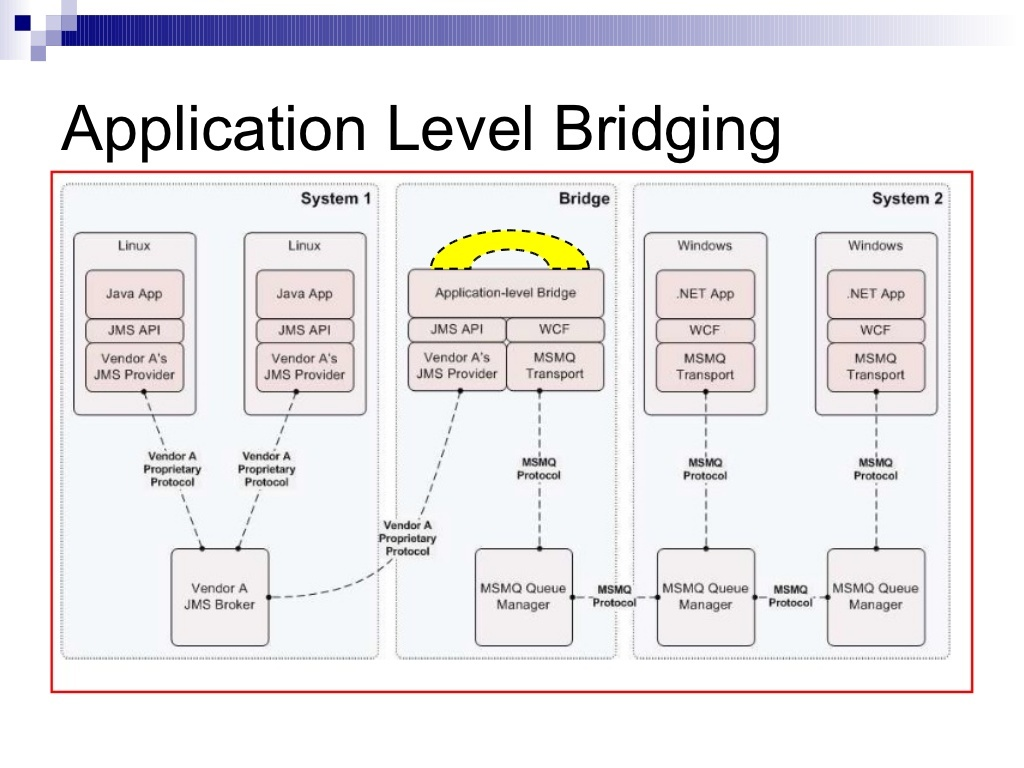 Application Level Bridging
System 1
Linux
Java App
JMS API
Vendor A's
JMS Provider
Linux
Java App
JMS API
Vendor A's
JMS Provider
Vendor A
Proprietary
Protocol
Vendor A
Proprietary
Protocol
Vendor A
JMS Broker
Vendor A
Proprietary
Protocol
Bridge
Application-level Bridge
JMS API
WCF
Vendor A's
JMS Provider
MSMQ
Transport
MSMQ
Protocol
MSMQ Queue
Manager
MSMQ
Protocol
System 2
Windows
.NET App
WCF
MSMQ
Transport
MSMQ
Protocol
MSMQ Queue
Manager
MSMQ
Protocol
Windows
.NET App
WCF
MSMQ
Transport
MSMQ
Protocol
MSMQ Queue
Manager